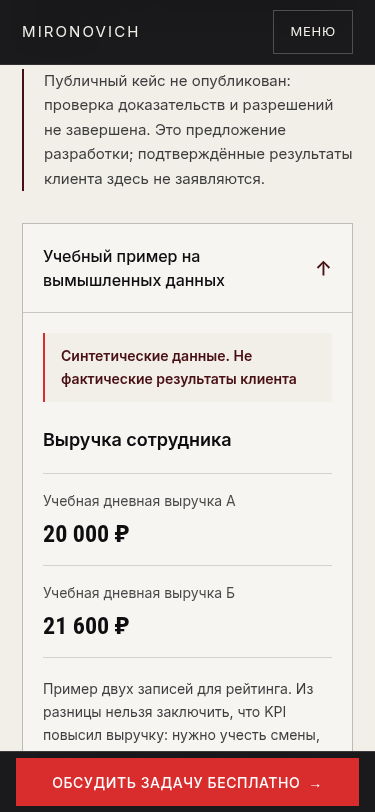 MIRONOVICH
МЕНЮ
Публичный кейс не опубликован:
проверка доказательств и разрешений
не завершена. Это предложение
разработки; подтверждённые результаты
клиента здесь не заявляются.
Учебный пример на
вымышленных данных
↑
Синтетические данные. Не
фактические результаты клиента
Выручка сотрудника
Учебная дневная выручка А
20 000 ₽
Учебная дневная выручка Б
21 600 ₽
Пример двух записей для рейтинга. Из
разницы нельзя заключить, что KPI
повысил выручку: нужно учесть смены,
ОБСУДИТЬ ЗАДАЧУ БЕСПЛАТНО →